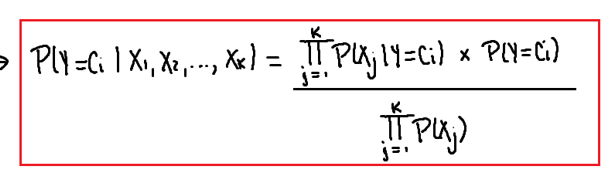 → P(Y=Ci | X1, X2, ..., XK) = ∏_{j=1}^{K} P(Xj | Y=Ci) × P(Y=Ci)
∏_{j=1}^{K} P(Xj)